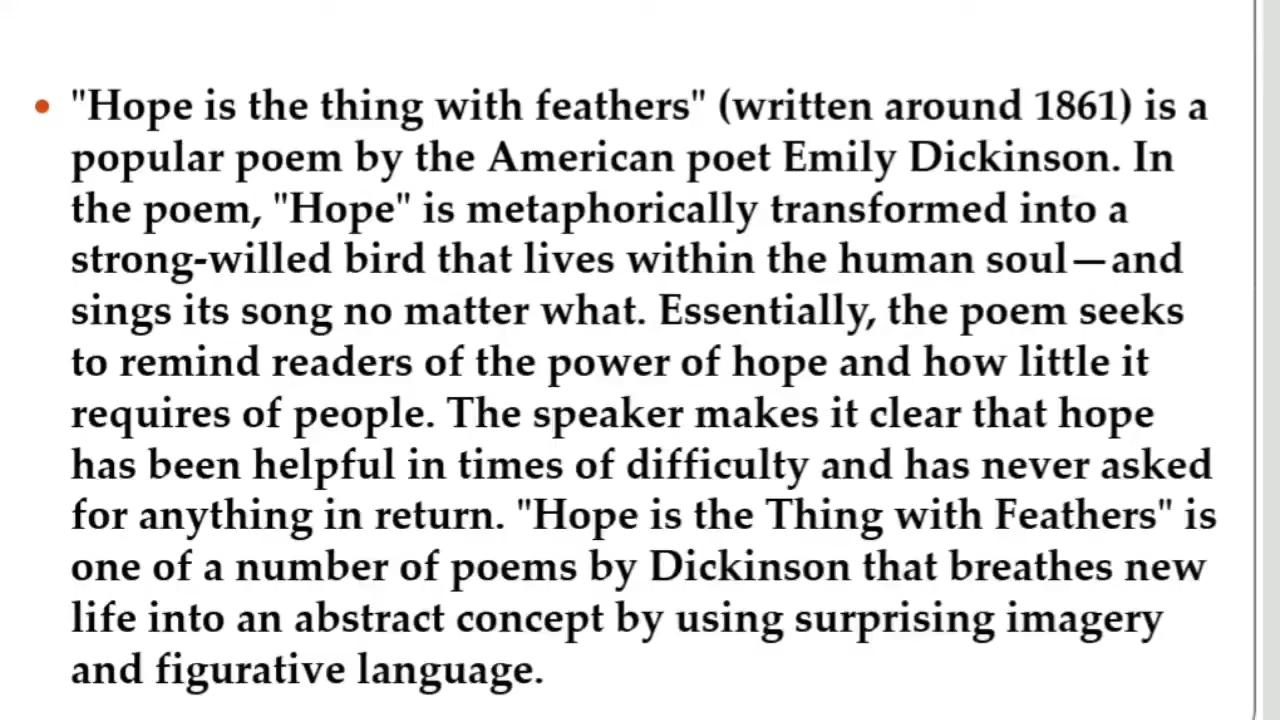 • "Hope is the thing with feathers" (written around 1861) is a
popular poem by the American poet Emily Dickinson. In
the poem, "Hope" is metaphorically transformed into a
strong-willed bird that lives within the human soul—and
sings its song no matter what. Essentially, the poem seeks
to remind readers of the power of hope and how little it
requires of people. The speaker makes it clear that hope
has been helpful in times of difficulty and has never asked
for anything in return. "Hope is the Thing with Feathers" is
one of a number of poems by Dickinson that breathes new
life into an abstract concept by using surprising imagery
and figurative language.